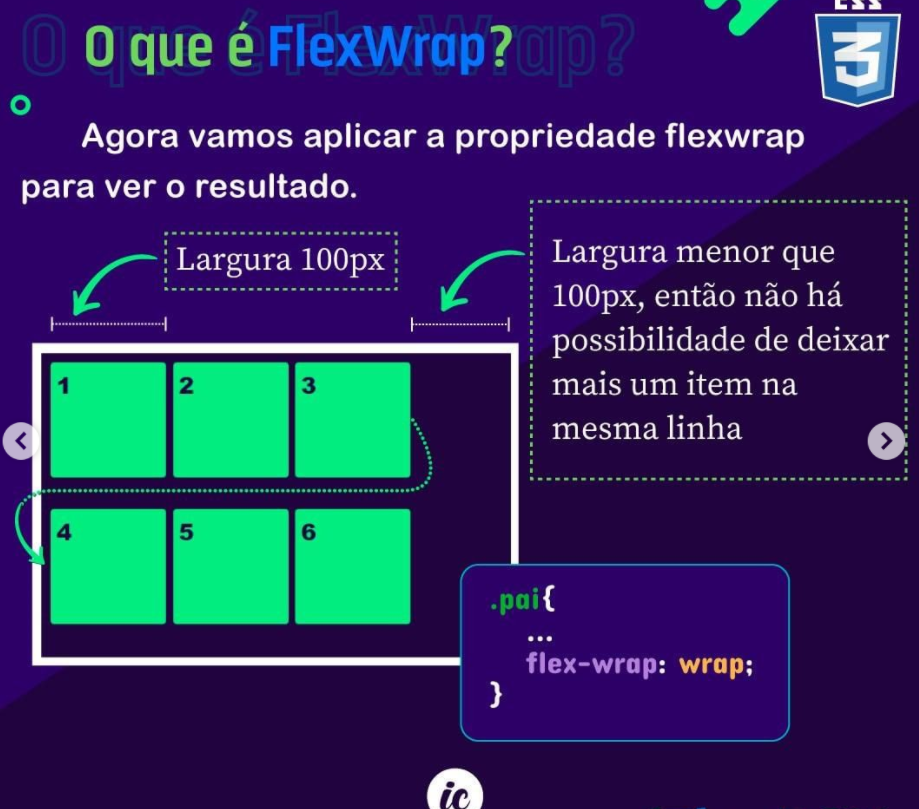 O que é FlexWrap?
CSS
3
Agora vamos aplicar a propriedade flexwrap
para ver o resultado.
Largura 100px
Largura menor que
100px, então não há
possibilidade de deixar
mais um item na
mesma linha
1 2 3
4 5 6
.pai{
...
flex-wrap: wrap;
}
ic